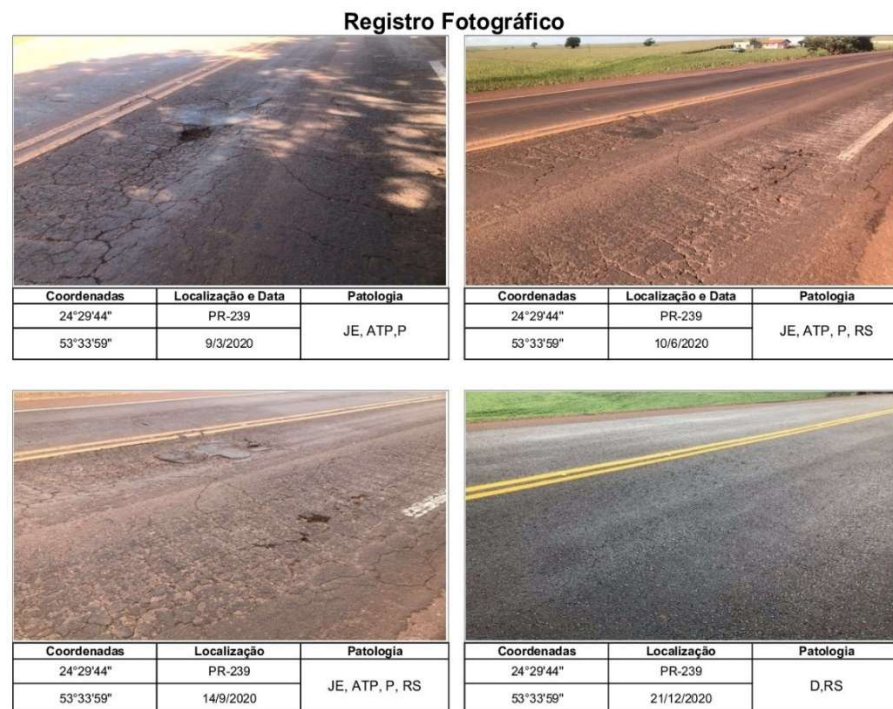 Registro Fotográfico
Coordenadas Localização e Data Patologia
24°29'44" PR-239
JE, ATP,P
53°33'59" 9/3/2020
Coordenadas Localização e Data Patologia
24°29'44" PR-239
JE, ATP, P, RS
53°33'59" 10/6/2020
Coordenadas Localização Patologia
24°29'44" PR-239
JE, ATP, P, RS
53°33'59" 14/9/2020
Coordenadas Localização Patologia
24°29'44" PR-239
D,RS
53°33'59" 21/12/2020